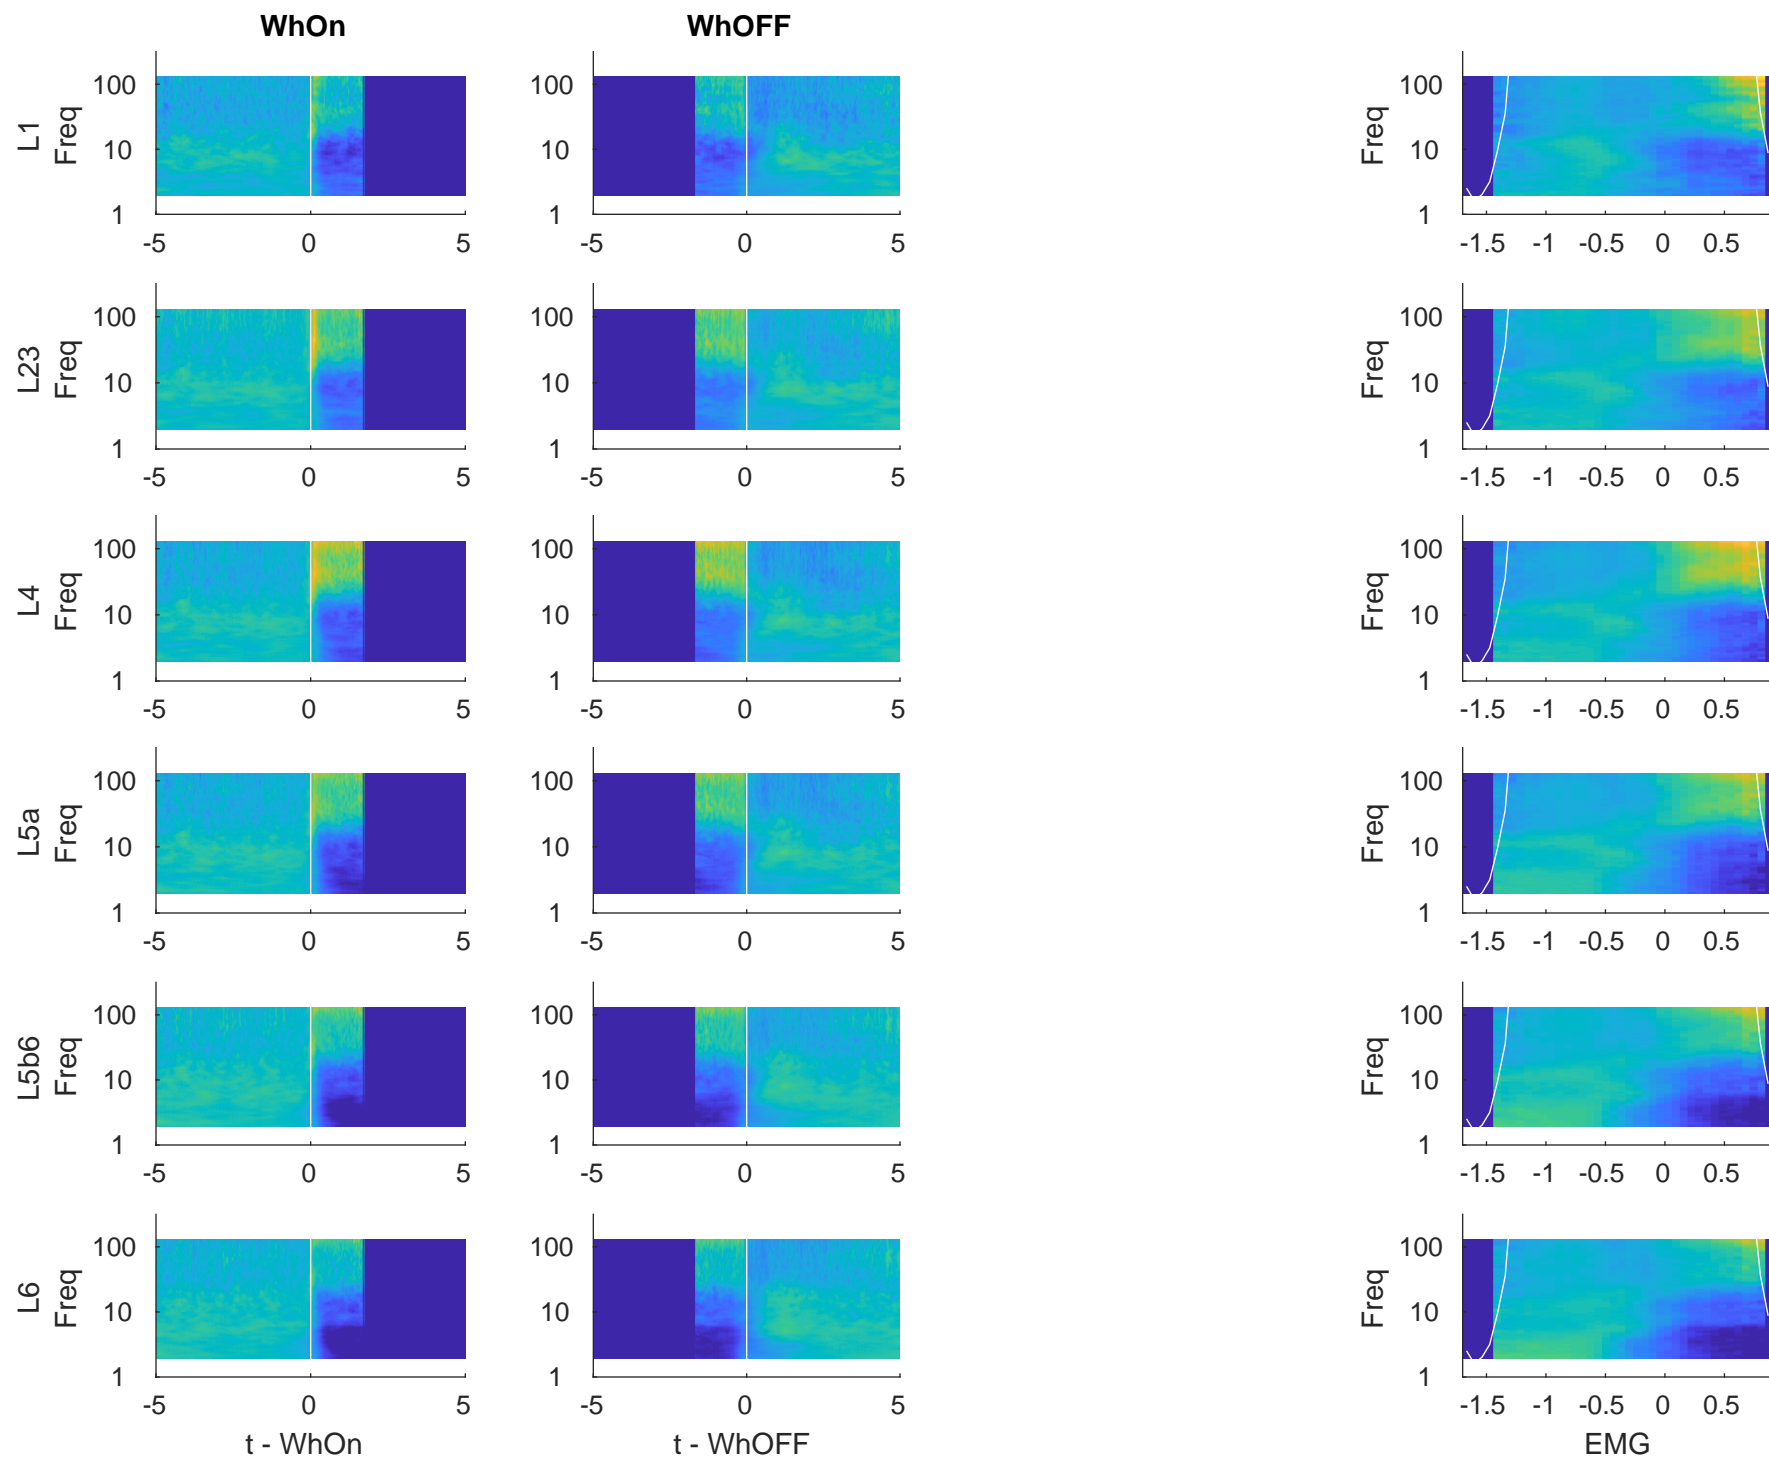 WhOn WhOFF
L1 Freq 100 10 1 -5 0 5
100 10 1 -5 0 5
Freq 100 10 1 -1.5 -1 -0.5 0 0.5
L23 Freq 100 10 1 -5 0 5
100 10 1 -5 0 5
Freq 100 10 1 -1.5 -1 -0.5 0 0.5
L4 Freq 100 10 1 -5 0 5
100 10 1 -5 0 5
Freq 100 10 1 -1.5 -1 -0.5 0 0.5
L5a Freq 100 10 1 -5 0 5
100 10 1 -5 0 5
Freq 100 10 1 -1.5 -1 -0.5 0 0.5
L5b6 Freq 100 10 1 -5 0 5
100 10 1 -5 0 5
Freq 100 10 1 -1.5 -1 -0.5 0 0.5
L6 Freq 100 10 1 -5 0 5
100 10 1 -5 0 5
Freq 100 10 1 -1.5 -1 -0.5 0 0.5
t - WhOn t - WhOFF EMG